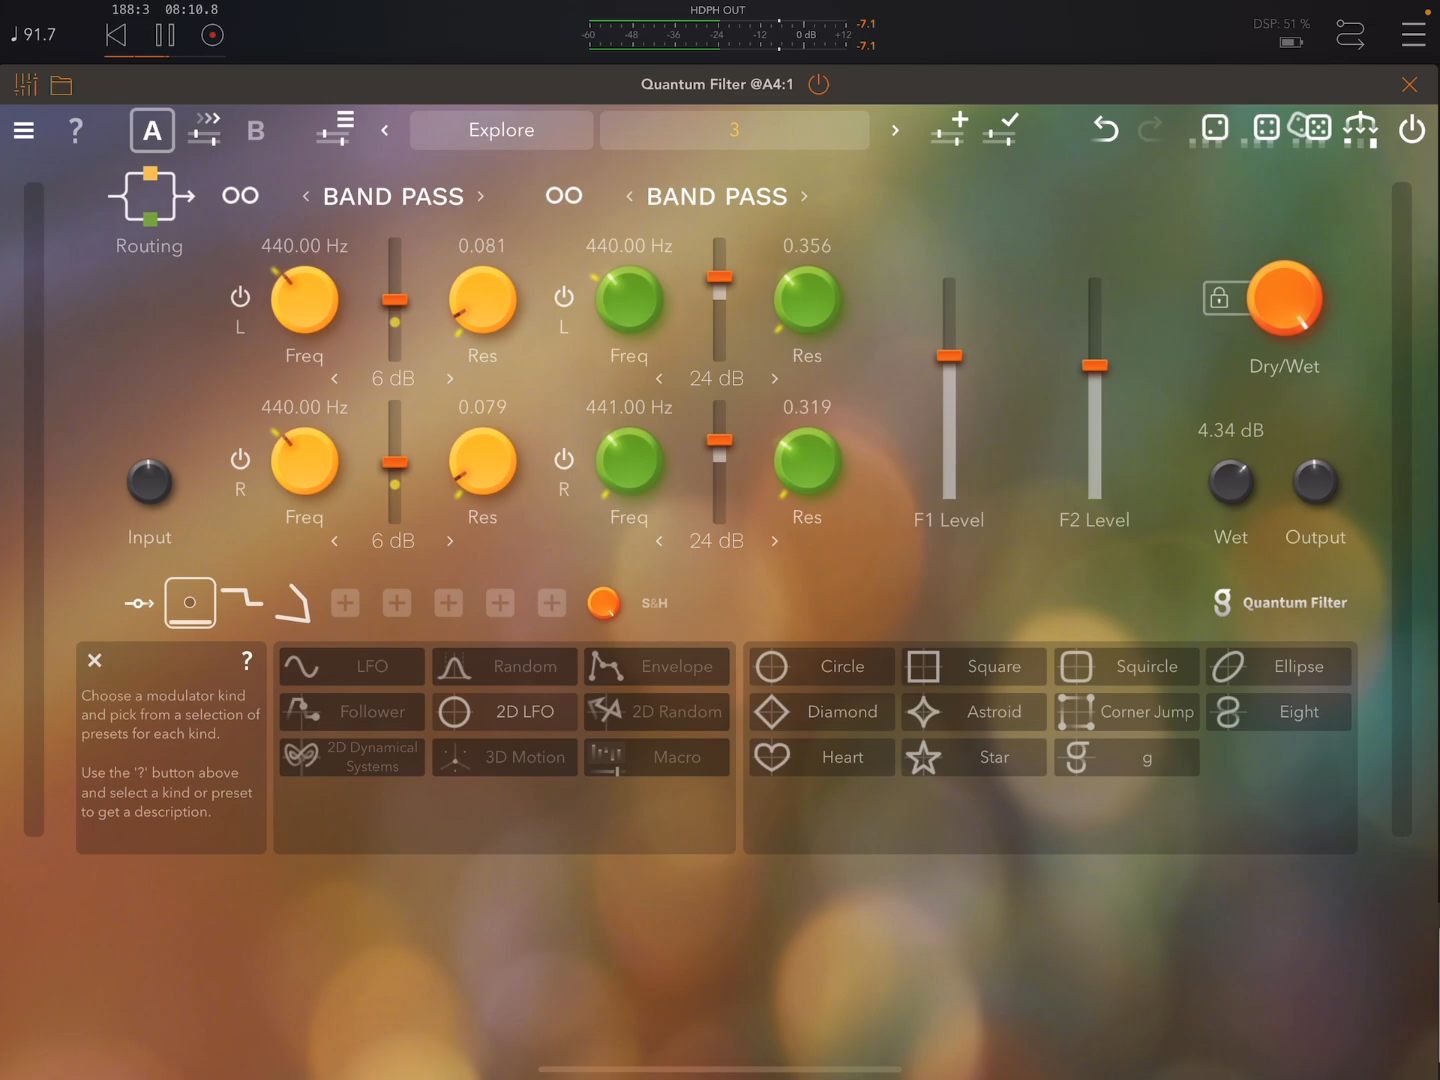 188:3 08:10.8
HDPH OUT
♩ 91.7
-60 -48 -36 -24 -12 0 dB +12
-7.1
-7.1
DSP: 51 %
Quantum Filter @A4:1
? A >>> B < Explore 3 >
< BAND PASS > < BAND PASS >
Routing
440.00 Hz 0.081 440.00 Hz 0.356
L L
Freq Res Freq Res
Dry/Wet
< 6 dB > < 24 dB >
440.00 Hz 0.079 441.00 Hz 0.319
4.34 dB
R R
Freq Res Freq Res
F1 Level F2 Level
Input
Wet Output
< 6 dB > < 24 dB >
S&H
g Quantum Filter
?
Choose a modulator kind
and pick from a selection of
presets for each kind.
Use the '?' button above
and select a kind or preset
to get a description.
LFO Random Envelope
Follower 2D LFO 2D Random
2D Dynamical
Systems
3D Motion Macro
Circle Square Squircle Ellipse
Diamond Astroid Corner Jump Eight
Heart Star g